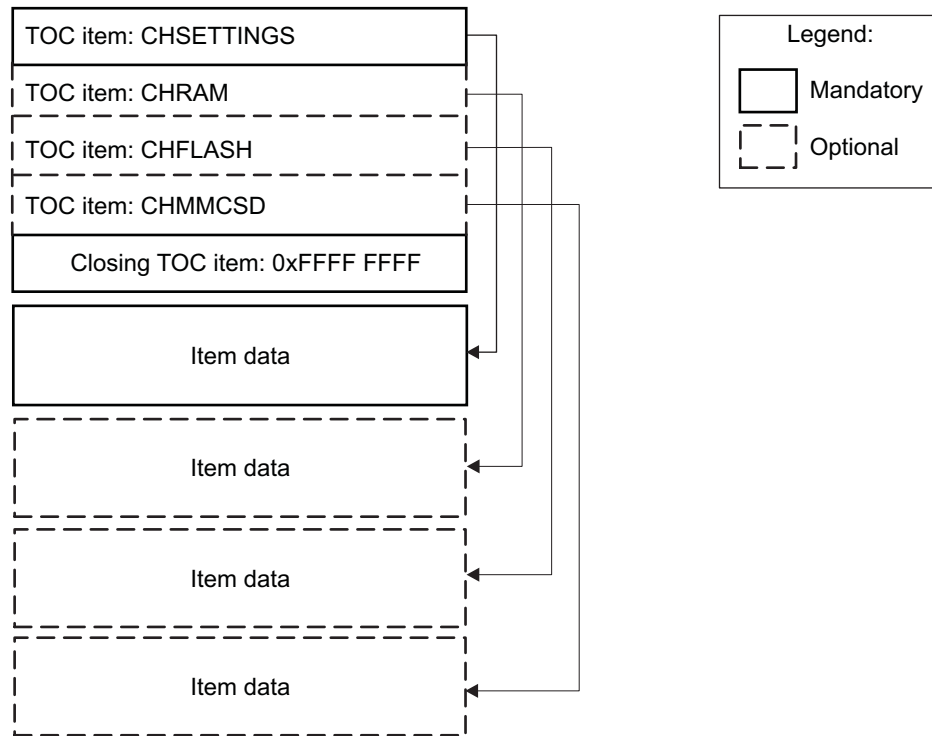 TOC item: CHSETTINGS
TOC item: CHRAM
TOC item: CHFLASH
TOC item: CHMMCSD
Closing TOC item: 0xFFFF FFFF
Item data
Item data
Item data
Item data
Legend:
Mandatory
Optional